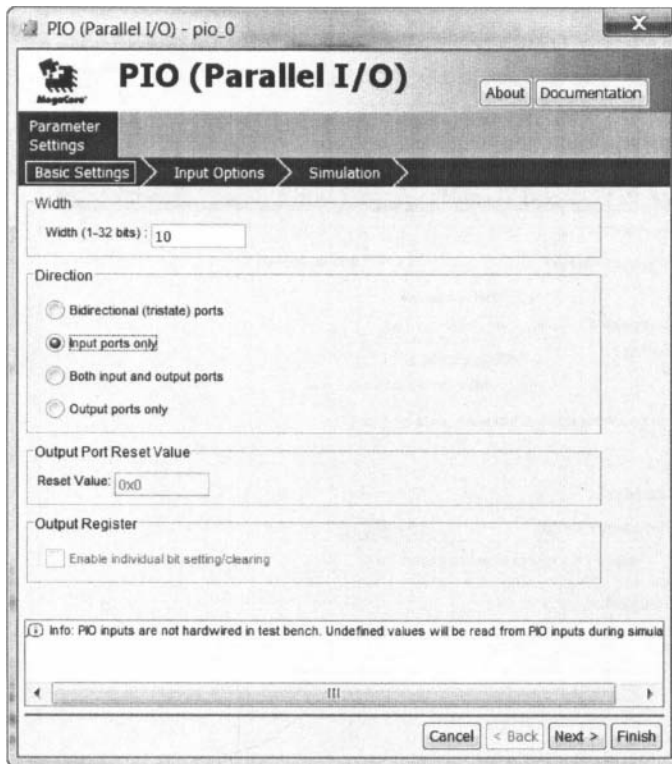 PIO (Parallel I/O) - pio_0
X
MegaCore'
PIO (Parallel I/O)
About
Documentation
Parameter
Settings
Basic Settings
Input Options
Simulation
Width
Width (1-32 bits) :
10
Direction
Bidirectional (tristate) ports
Input ports only
Both input and output ports
Output ports only
Output Port Reset Value
Reset Value:
0x0
Output Register
Enable individual bit setting/clearing
Info: PIO inputs are not hardwired in test bench. Undefined values will be read from PIO inputs during simula
Cancel
< Back
Next >
Finish